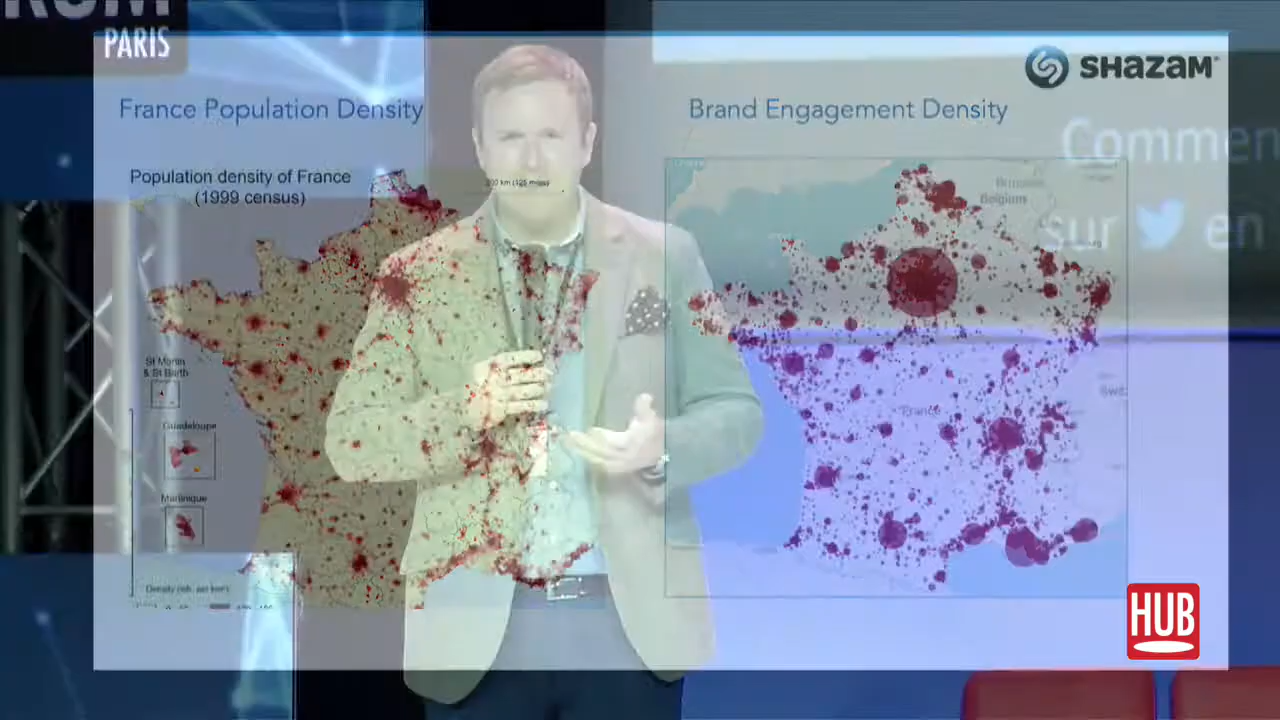 PARIS
SHAZAM
France Population Density
Brand Engagement Density
Population density of France
(1999 census)
Commen
sur en
Belgium
St Martin
& St Barth
France
Guadeloupe
Martinique
HUB